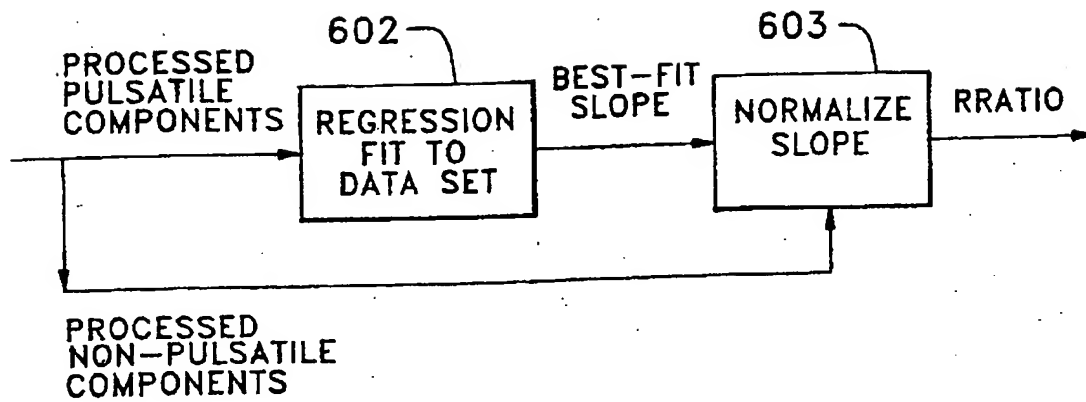 602
603
PROCESSED
PULSATILE
COMPONENTS
REGRESSION
FIT TO
DATA SET
BEST-FIT
SLOPE
NORMALIZE
SLOPE
RRATIO
PROCESSED
NON-PULSATILE
COMPONENTS